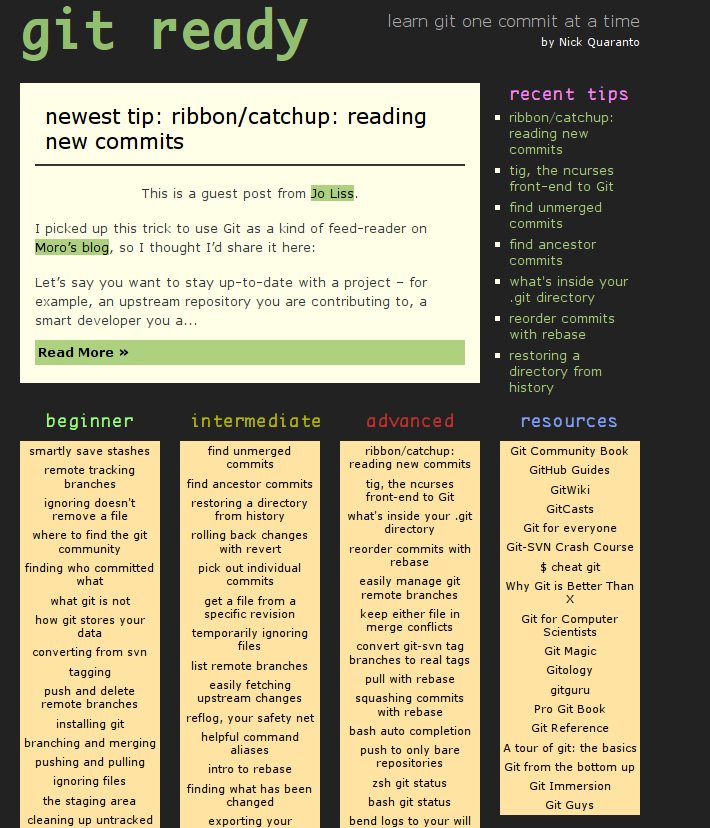 git ready
learn git one commit at a time
by Nick Quaranto
newest tip: ribbon/catchup: reading
new commits
This is a guest post from Jo Liss.
I picked up this trick to use Git as a kind of feed-reader on
Moro’s blog, so I thought I’d share it here:
Let’s say you want to stay up-to-date with a project – for
example, an upstream repository you are contributing to, a
smart developer you a...
Read More »
recent tips
ribbon/catchup:
reading new
commits
tig, the ncurses
front-end to Git
find unmerged
commits
find ancestor
commits
what's inside your
.git directory
reorder commits
with rebase
restoring a
directory from
history
beginner
smartly save stashes
remote tracking
branches
ignoring doesn't
remove a file
where to find the git
community
finding who committed
what
what git is not
how git stores your
data
converting from svn
tagging
push and delete
remote branches
installing git
branching and merging
pushing and pulling
ignoring files
the staging area
cleaning up untracked
intermediate
find unmerged
commits
find ancestor commits
restoring a directory
from history
rolling back changes
with revert
pick out individual
commits
get a file from a
specific revision
temporarily ignoring
files
list remote branches
easily fetching
upstream changes
reflog, your safety net
helpful command
aliases
intro to rebase
finding what has been
changed
exporting your
advanced
ribbon/catchup:
reading new commits
tig, the ncurses
front-end to Git
what's inside your .git
directory
reorder commits with
rebase
easily manage git
remote branches
keep either file in
merge conflicts
convert git-svn tag
branches to real tags
pull with rebase
squashing commits
with rebase
bash auto completion
push to only bare
repositories
zsh git status
bash git status
bend logs to your will
resources
Git Community Book
GitHub Guides
GitWiki
GitCasts
Git for everyone
Git-SVN Crash Course
$ cheat git
Why Git is Better Than
X
Git for Computer
Scientists
Git Magic
Gitology
gitguru
Pro Git Book
Git Reference
A tour of git: the basics
Git from the bottom up
Git Immersion
Git Guys